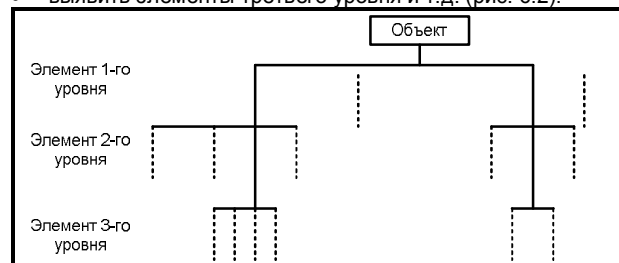 • выявить элементы третьего уровня и т.д. (рис. 3.2).
Объект
Элемент 1-го
уровня
Элемент 2-го
уровня
Элемент 3-го
уровня